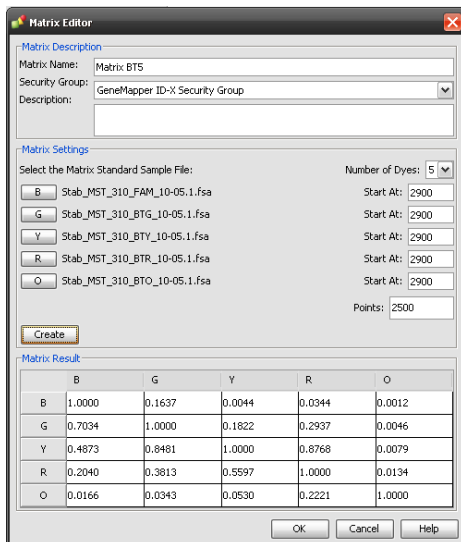 Matrix Editor
Matrix Description
Matrix Name: Matrix BT5
Security Group: GeneMapper ID-X Security Group
Description:
Matrix Settings
Select the Matrix Standard Sample File: Number of Dyes: 5
B Stab_MST_310_FAM_10-05.1.fsa Start At: 2900
G Stab_MST_310_BTG_10-05.1.fsa Start At: 2900
Y Stab_MST_310_BTY_10-05.1.fsa Start At: 2900
R Stab_MST_310_BTR_10-05.1.fsa Start At: 2900
O Stab_MST_310_BTO_10-05.1.fsa Start At: 2900
Points: 2500
Create
Matrix Result
B G Y R O
B 1.0000 0.1637 0.0044 0.0344 0.0012
G 0.7034 1.0000 0.1822 0.2937 0.0046
Y 0.4873 0.8481 1.0000 0.8768 0.0079
R 0.2040 0.3813 0.5597 1.0000 0.0134
O 0.0166 0.0343 0.0530 0.2221 1.0000
OK Cancel Help